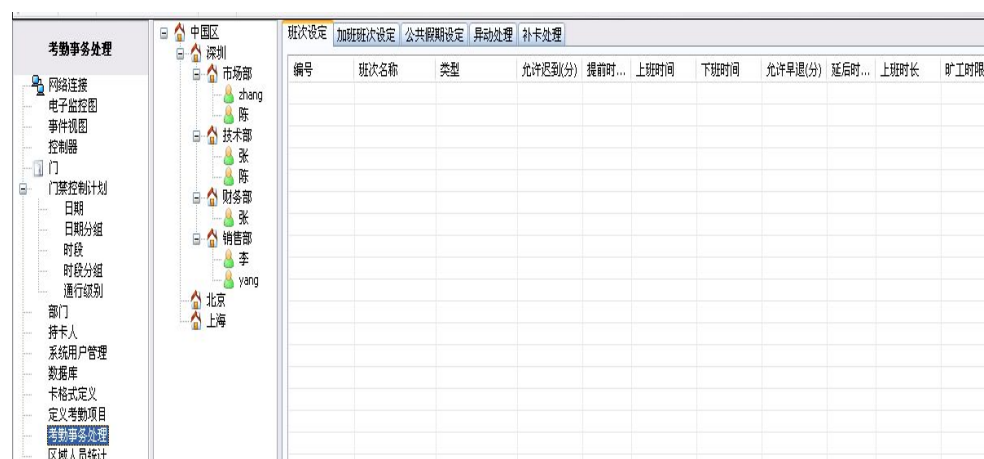 考勤事务处理
网络连接
电子监控图
事件视图
控制器
门
门禁控制计划
日期
日期分组
时段
时段分组
通行级别
部门
持卡人
系统用户管理
数据库
卡格式定义
定义考勤项目
考勤事务处理
区域人员统计
中国区
深圳
市场部
zhang
陈
技术部
张
陈
财务部
张
销售部
李
yang
北京
上海
班次设定 加班班次设定 公共假期设定 异动处理 补卡处理
编号 班次名称 类型 允许迟到(分) 提前时... 上班时间 下班时间 允许早退(分) 延后时... 上班时长 旷工时限